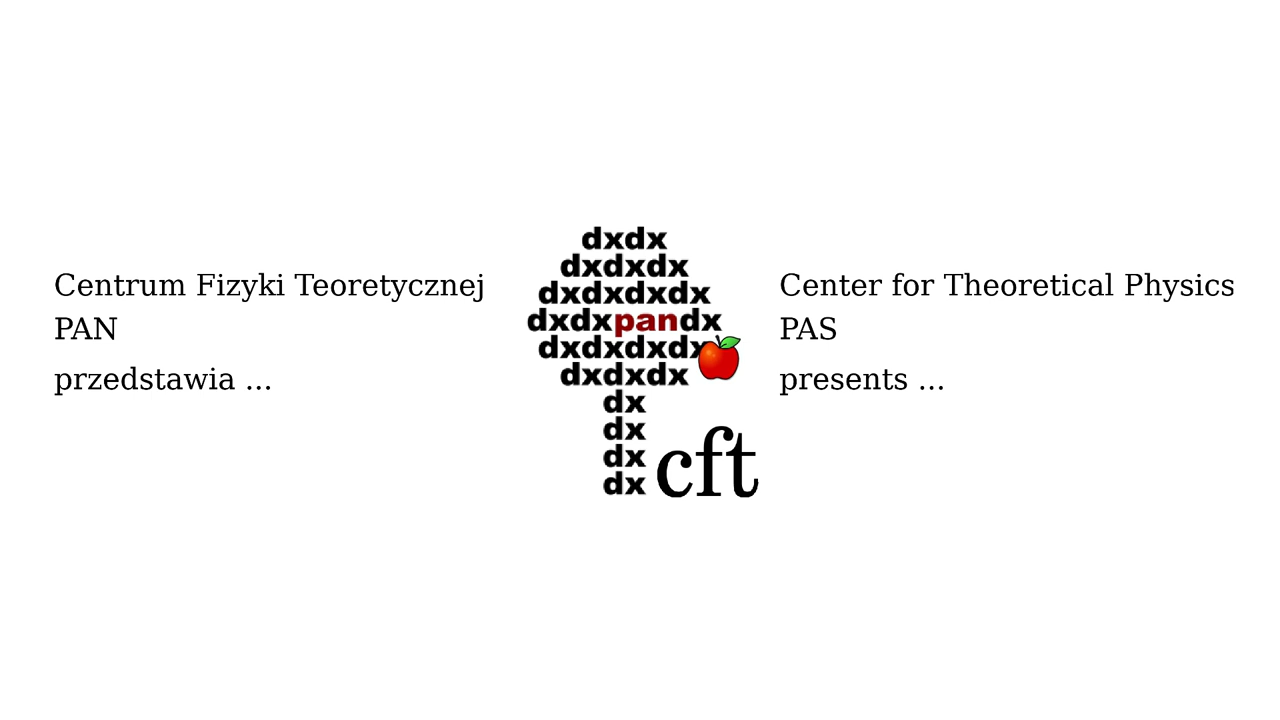 Centrum Fizyki Teoretycznej
PAN
przedstawia ...
dxdx
dxdxdx
dxdxdxdx
dxdxpandx
dxdxdxdx
dxdxdx
dx
dx
dx
dx
cft
Center for Theoretical Physics
PAS
presents ...